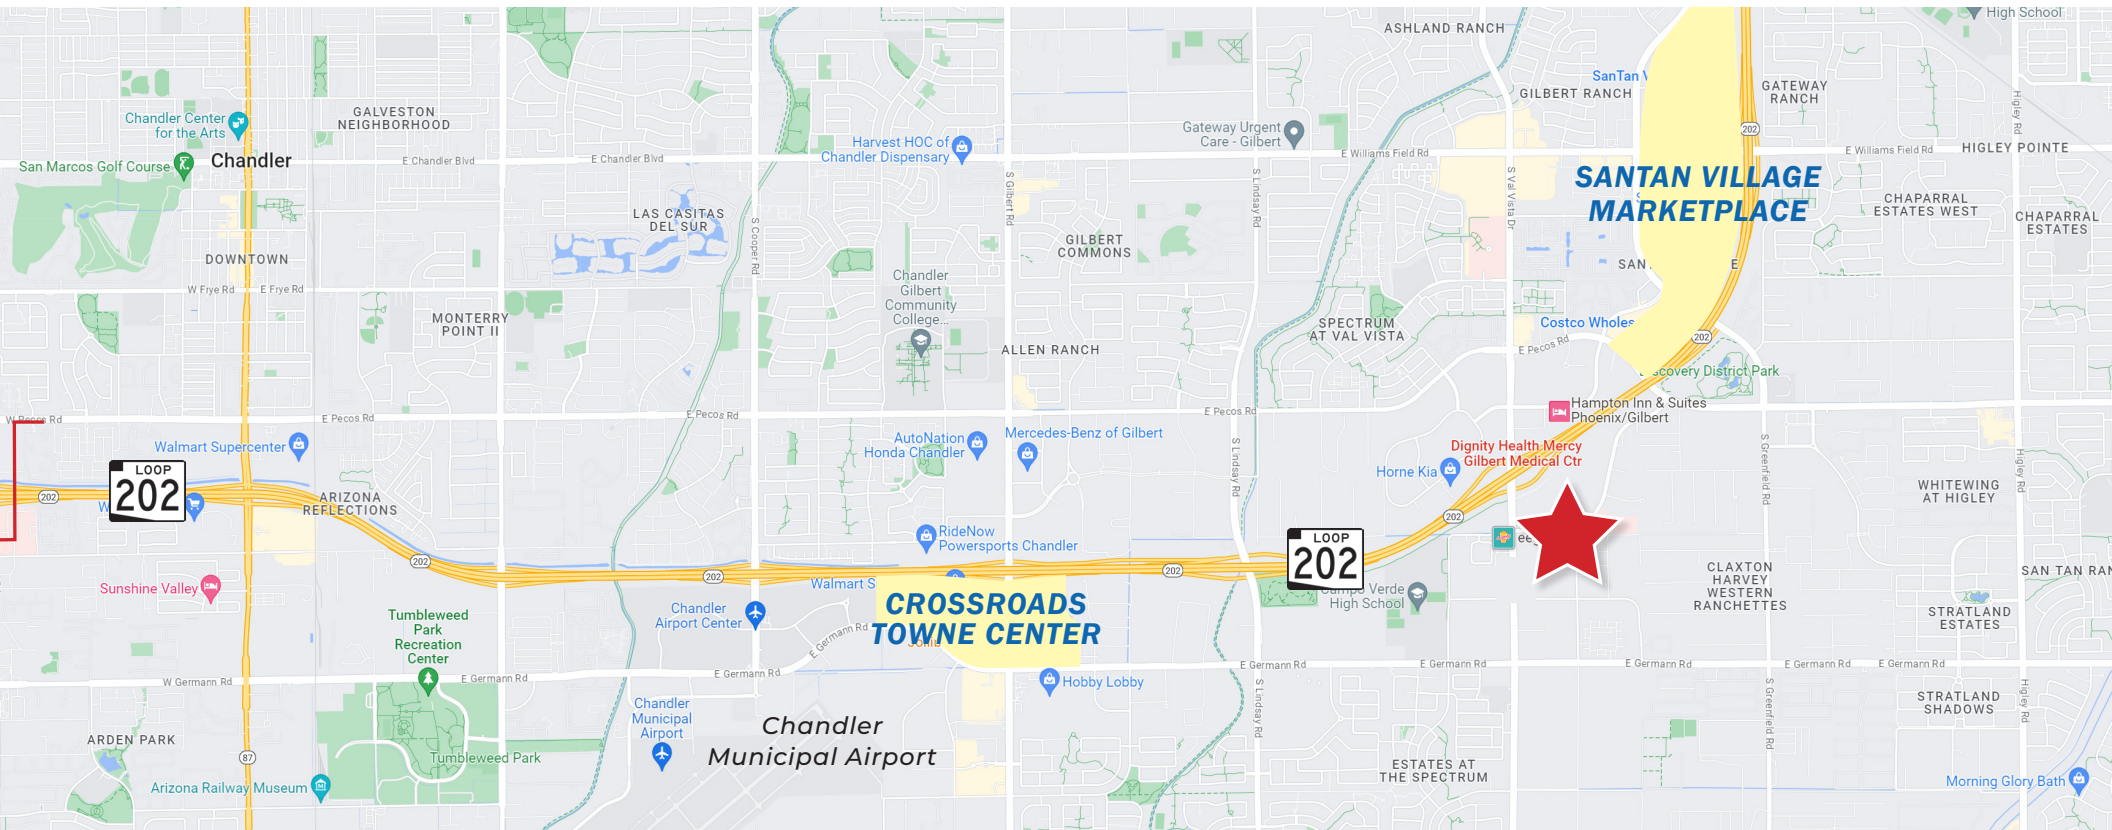 High School
ASHLAND RANCH
SanTan V
GILBERT RANCH
GATEWAY
RANCH
GALVESTON
NEIGHBORHOOD
Chandler Center
for the Arts
Harvest HOC of
Chandler Dispensary
Gateway Urgent
Care - Gilbert
202
Higley Rd
San Marcos Golf Course
Chandler
E Chandler Blvd
E Chandler Blvd
E Williams Field Rd
E Williams Field Rd
HIGLEY POINTE
SANTAN VILLAGE
MARKETPLACE
S Gilbert Rd
S Lindsay Rd
S Val Vista Dr
LAS CASITAS
DEL SUR
S Cooper Rd
CHAPARRAL
ESTATES WEST
CHAPARRAL
ESTATES
DOWNTOWN
GILBERT
COMMONS
SAN
E
W Frye Rd
E Frye Rd
Chandler
Gilbert
Community
College...
MONTERRY
POINT II
SPECTRUM
AT VAL VISTA
Costco Wholes
202
E Pecos Rd
ALLEN RANCH
scovery District Park
W Pecos Rd
E Pecos Rd
E Pecos Rd
E Pecos Rd
Hampton Inn & Suites
Phoenix/Gilbert
Walmart Supercenter
AutoNation
Honda Chandler
Mercedes-Benz of Gilbert
Dignity Health Mercy
Gilbert Medical Ctr
Horne Kia
S Lindsay Rd
S Greenfield Rd
Higley Rd
LOOP
202
202
W
ARIZONA
REFLECTIONS
WHITEWING
AT HIGLEY
202
RideNow
Powersports Chandler
LOOP
202
202
202
202
Walmart S
Sunshine Valley
CROSSROADS
TOWNE CENTER
Campo Verde
High School
CLAXTON
HARVEY
WESTERN
RANCHETTES
SAN TAN RAN
STRATLAND
ESTATES
Tumbleweed
Park
Recreation
Center
Chandler
Airport Center
E Germann Rd
W Germann Rd
E Germann Rd
E Germann Rd
E Germann Rd
E Germann Rd
E Germann Rd
E Germann Rd
E Germann Rd
Hobby Lobby
S Lindsay Rd
S Greenfield Rd
Higley Rd
STRATLAND
SHADOWS
Chandler
Municipal
Airport
Chandler
Municipal Airport
ARDEN PARK
87
Tumbleweed Park
Arizona Railway Museum
ESTATES AT
THE SPECTRUM
Morning Glory Bath